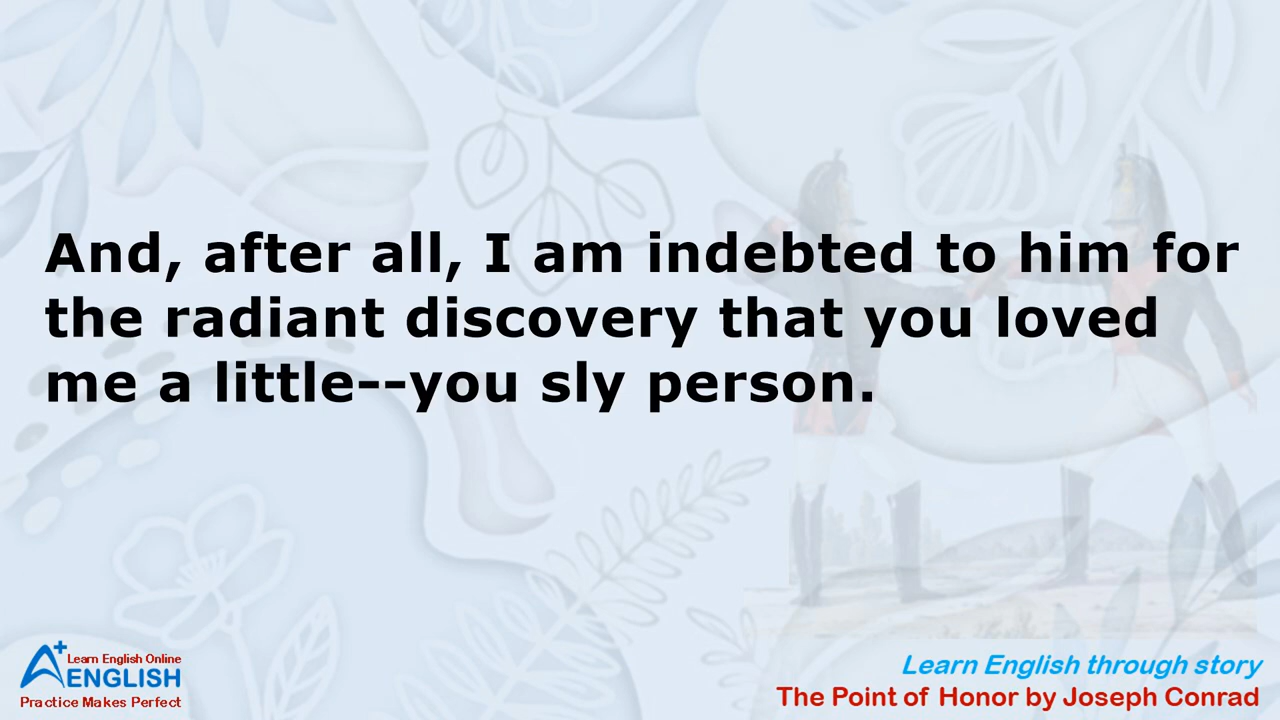 And, after all, I am indebted to him for
the radiant discovery that you loved
me a little--you sly person.
A+ Learn English Online
ENGLISH
Practice Makes Perfect
Learn English through story
The Point of Honor by Joseph Conrad